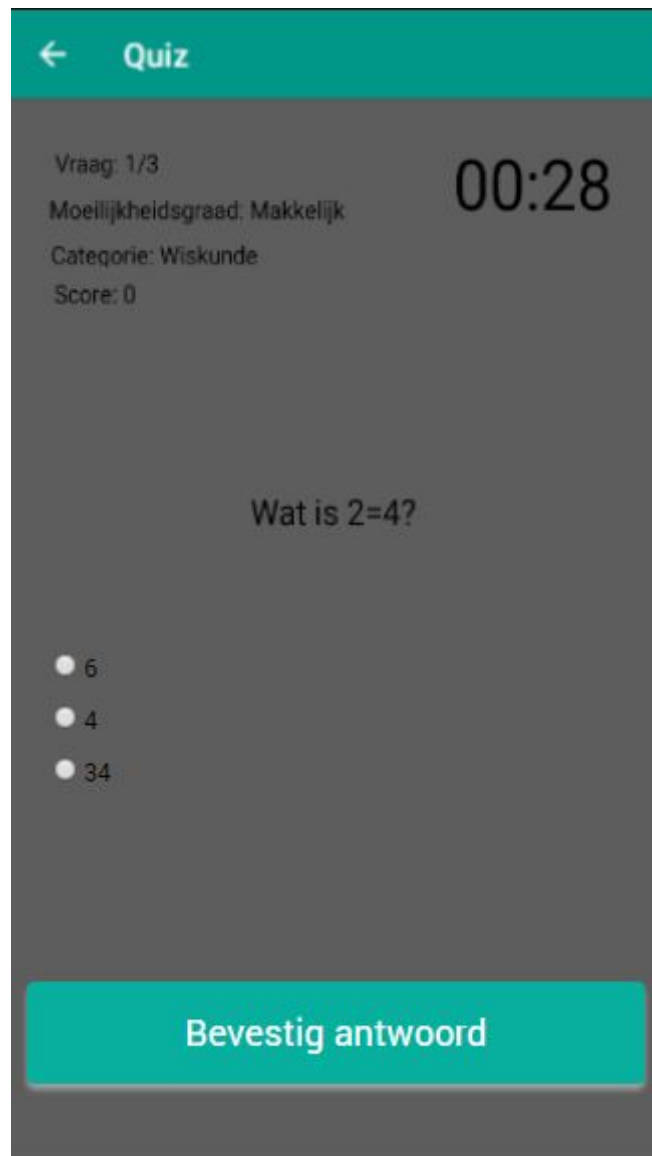 Quiz
Vraag: 1/3
00:28
Moeilijkheidsgraad: Makkelijk
Categorie: Wiskunde
Score: 0
Wat is 2=4?
6
4
34
Bevestig antwoord